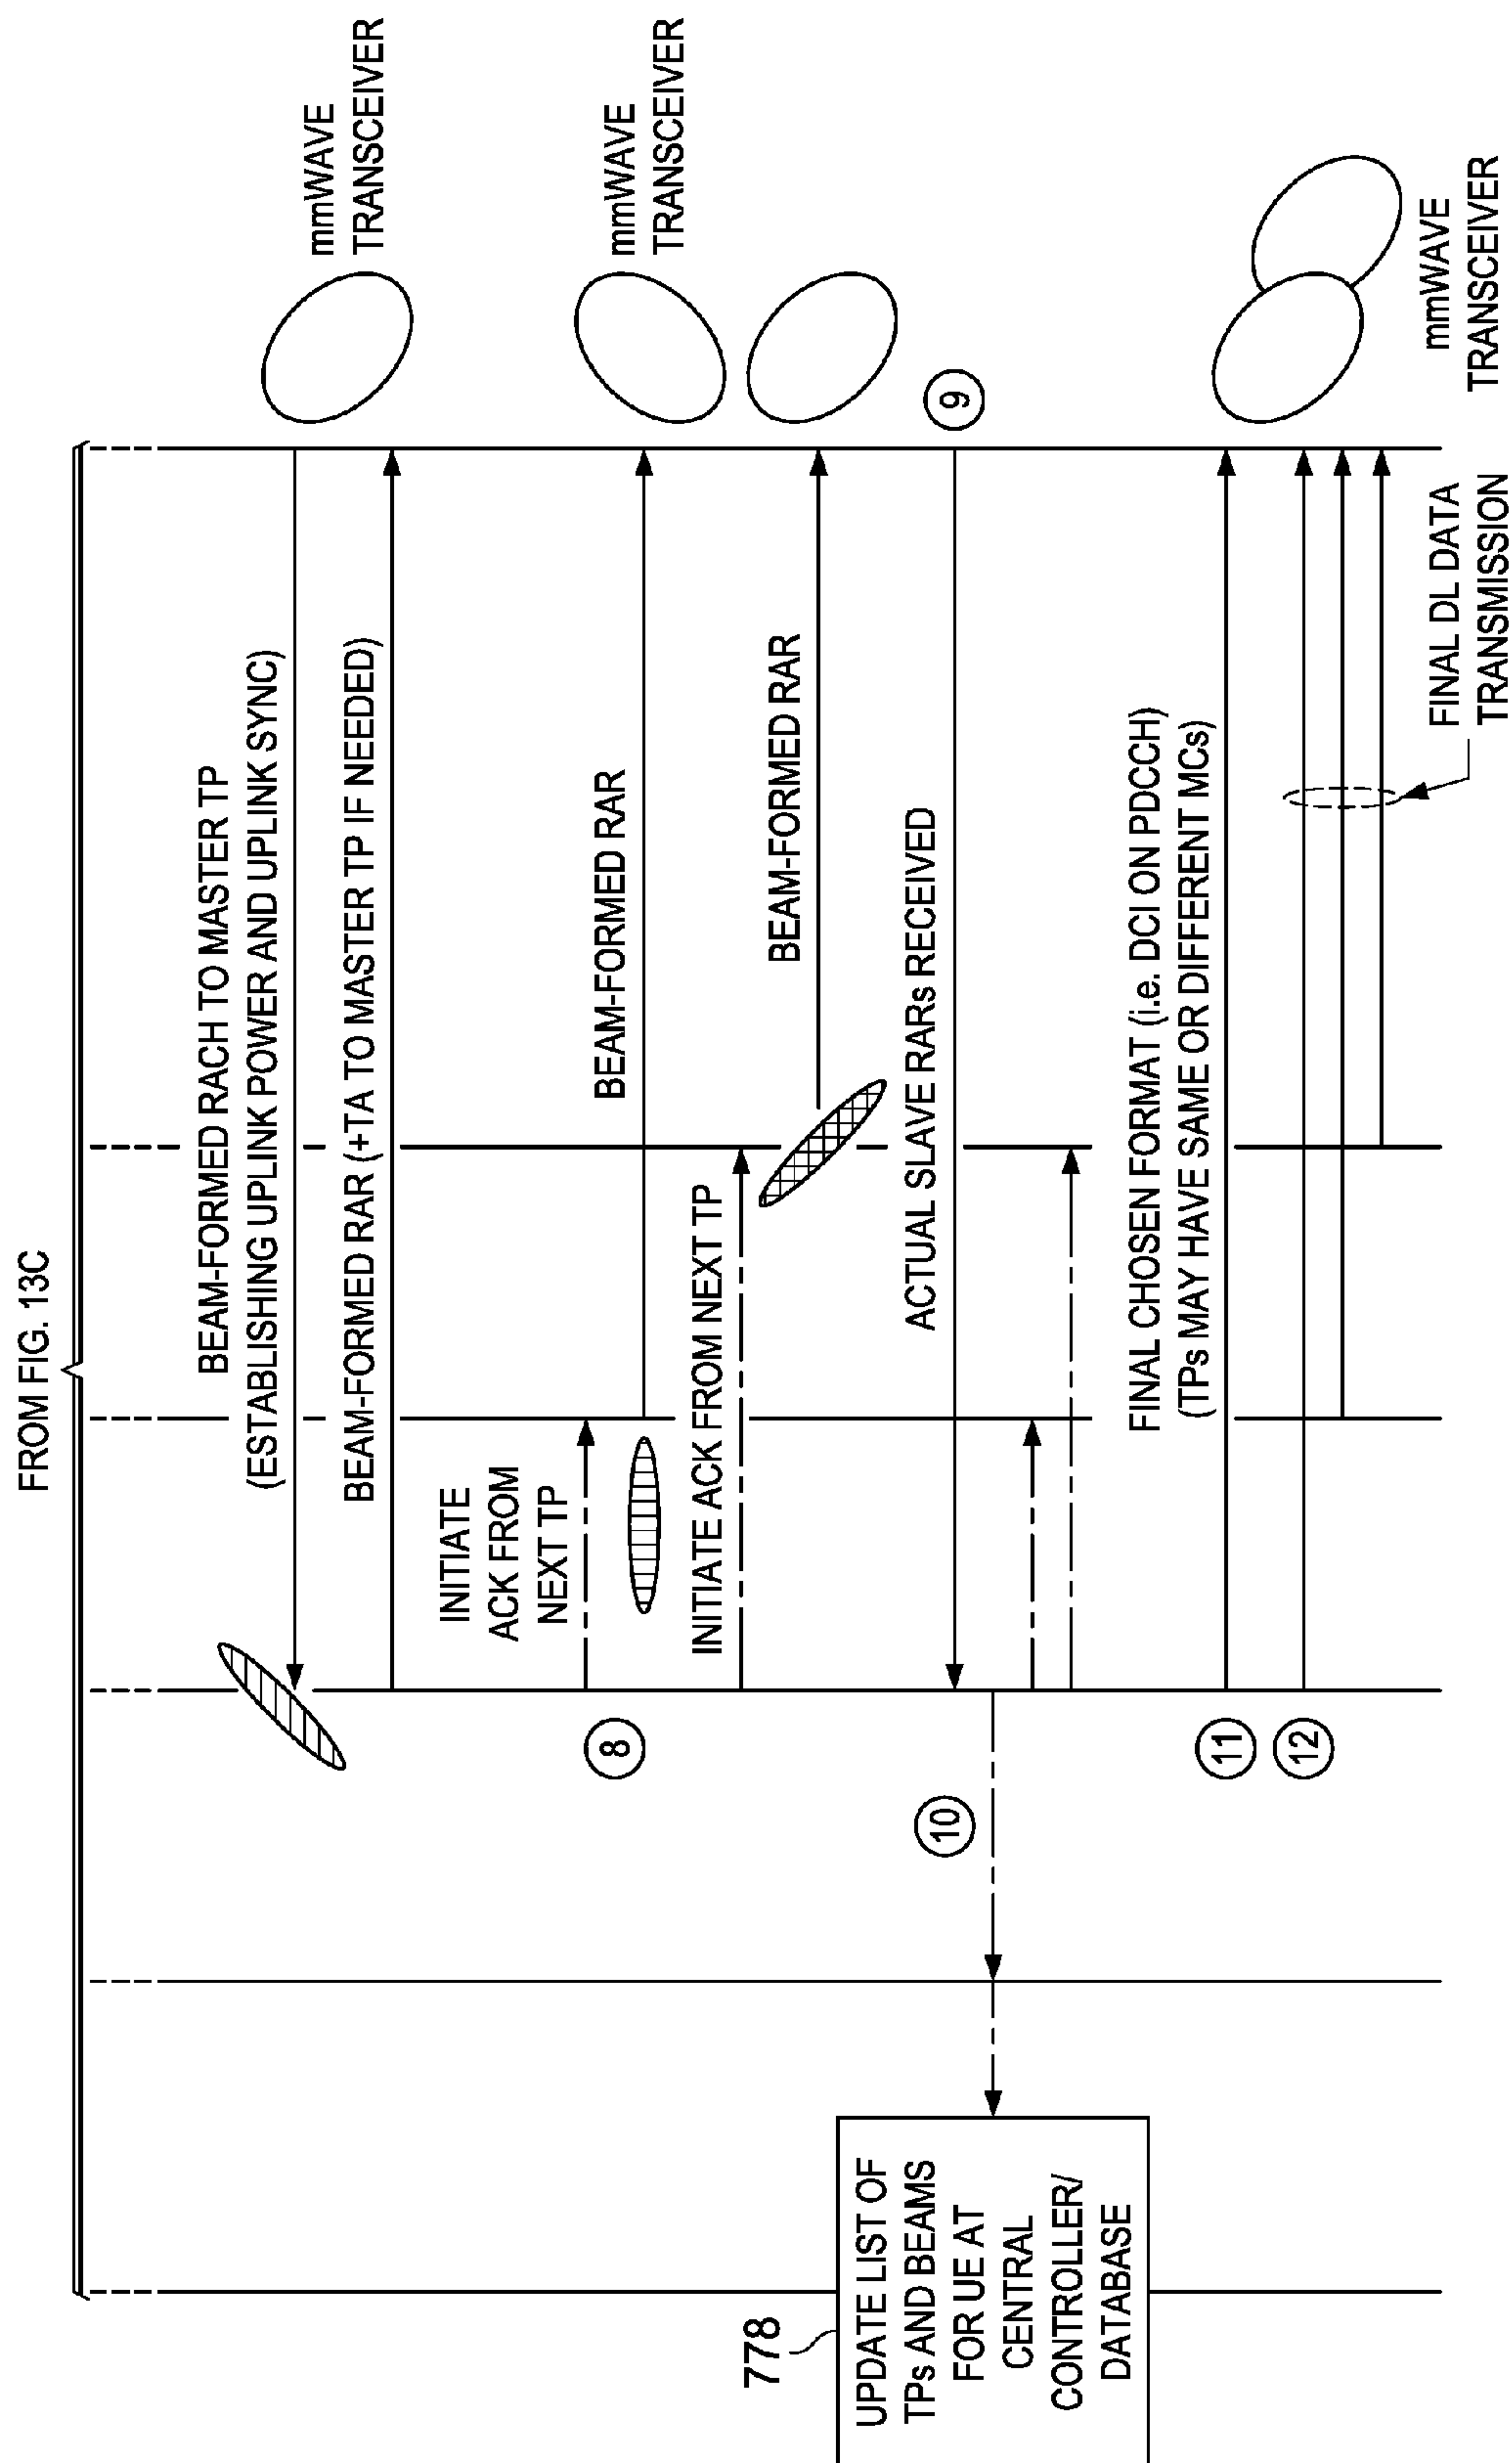 FROM FIG. 13C
BEAM-FORMED RACH TO MASTER TP
(ESTABLISHING UPLINK POWER AND UPLINK SYNC)
mmWAVE
TRANSCEIVER
BEAM-FORMED RAR (+TA TO MASTER TP IF NEEDED)
INITIATE
ACK FROM
NEXT TP
8
BEAM-FORMED RAR
mmWAVE
TRANSCEIVER
INITIATE ACK FROM NEXT TP
BEAM-FORMED RAR
ACTUAL SLAVE RARs RECEIVED
9
10
778
UPDATE LIST OF
TPs AND BEAMS
FOR UE AT
CENTRAL
CONTROLLER/
DATABASE
FINAL CHOSEN FORMAT (i.e. DCI ON PDCCH)
(TPs MAY HAVE SAME OR DIFFERENT MCs)
11
12
mmWAVE
TRANSCEIVER
FINAL DL DATA
TRANSMISSION